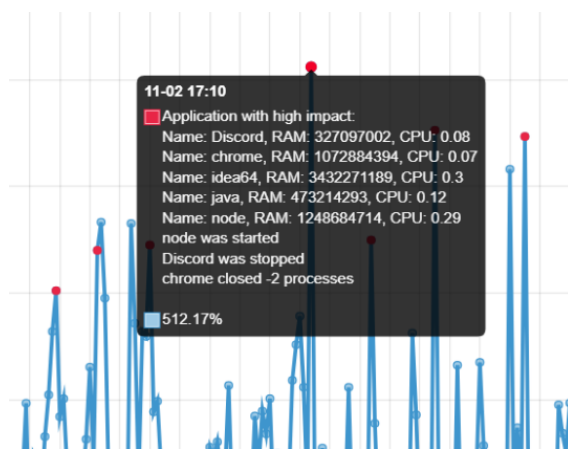 11-02 17:10
Application with high impact:
Name: Discord, RAM: 327097002, CPU: 0.08
Name: chrome, RAM: 1072884394, CPU: 0.07
Name: idea64, RAM: 3432271189, CPU: 0.3
Name: java, RAM: 473214293, CPU: 0.12
Name: node, RAM: 1248684714, CPU: 0.29
node was started
Discord was stopped
chrome closed -2 processes
512.17%